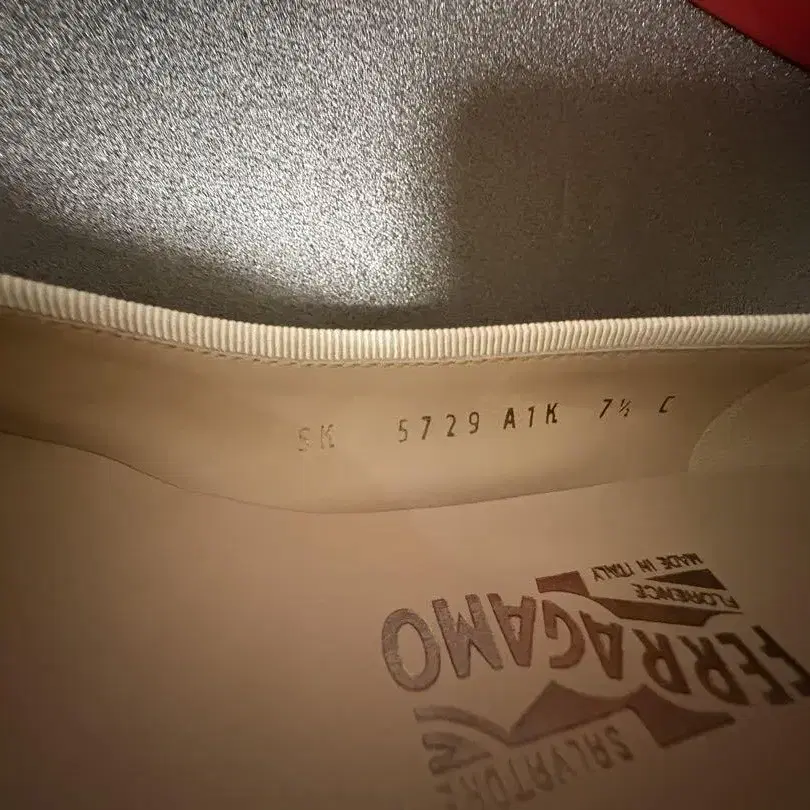 SK 5729 A1K 7½ C
SALVATORE
FERRAGAMO
FLORENCE
MADE IN ITALY